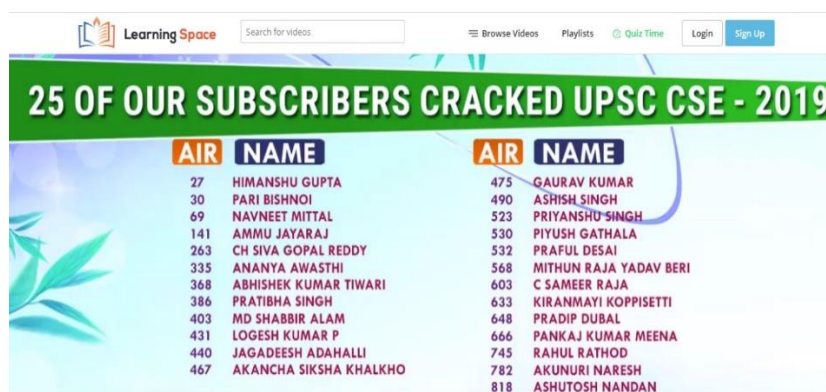 Learning Space Search for videos Browse Videos Playlists Quiz Time Login Sign Up
25 OF OUR SUBSCRIBERS CRACKED UPSC CSE - 2019
AIR NAME
27 HIMANSHU GUPTA
30 PARI BISHNOI
69 NAVNEET MITTAL
141 AMMU JAYARAJ
263 CH SIVA GOPAL REDDY
335 ANANYA AWASTHI
368 ABHISHEK KUMAR TIWARI
386 PRATIBHA SINGH
403 MD SHABBIR ALAM
431 LOGESH KUMAR P
440 JAGADEESH ADAHALLI
467 AKANCHA SIKSHA KHALKHO
AIR NAME
475 GAURAV KUMAR
490 ASHISH SINGH
523 PRIYANSHU SINGH
530 PIYUSH GATHALA
532 PRAFUL DESAI
568 MITHUN RAJA YADAV BERI
603 C SAMEER RAJA
633 KIRANMAYI KOPPISETTI
648 PRADIP DUBAL
666 PANKAJ KUMAR MEENA
745 RAHUL RATHOD
782 AKUNURI NARESH
818 ASHUTOSH NANDAN